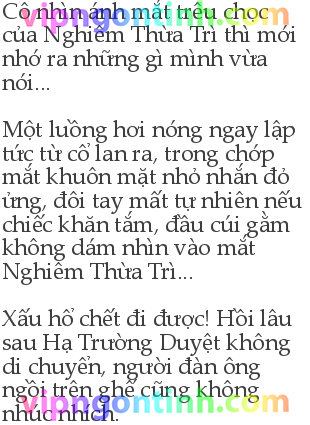 Cô nhìn ánh mắt trêu chọc
vipngontinh.com
của Nghiêm Thừa Trì thì mới
nhớ ra những gì mình vừa
nói...
Một luồng hơi nóng ngay lập
tức từ cổ lan ra, trong chớp
mắt khuôn mặt nhỏ nhắn đỏ
ửng, đôi tay mất tự nhiên nếu
chiếc khăn tắm, đầu cúi gằm
không dám nhìn vào mắt
Nghiêm Thừa Trì...
Xấu hổ chết đi được! Hồi lâu
sau Hạ Trường Duyệt không
di chuyển, người đàn ông
ngồi trên ghế cũng không
vipngontinh.com
nhúc nhích.